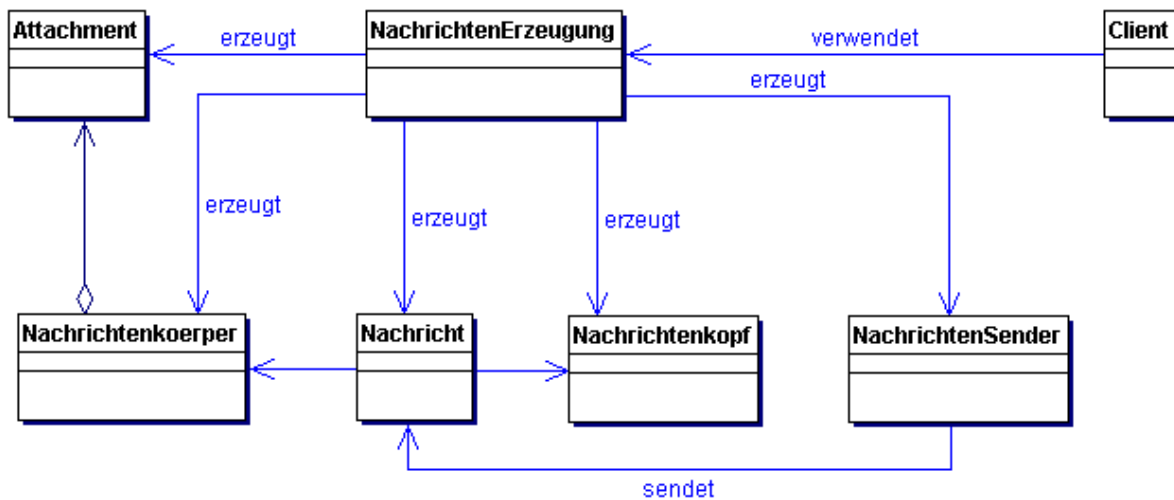 Attachment
NachrichtenErzeugung
Client
erzeugt
verwendet
erzeugt
erzeugt
erzeugt
erzeugt
Nachrichtenkoerper
Nachricht
Nachrichtenkopf
NachrichtenSender
sendet